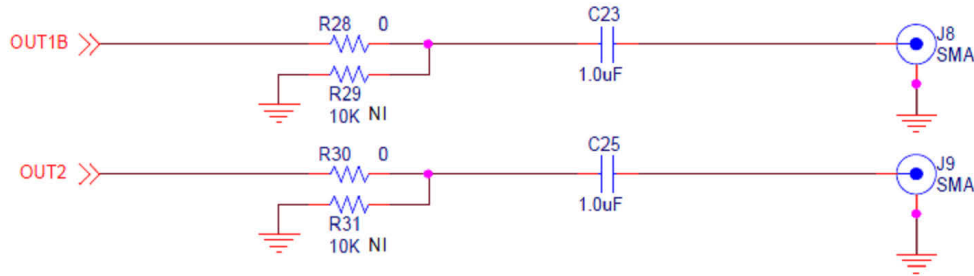 R28 0
C23
OUT1B
J8
SMA
R29
1.0uF
10K NI
R30 0
C25
OUT2
J9
SMA
R31
1.0uF
10K NI